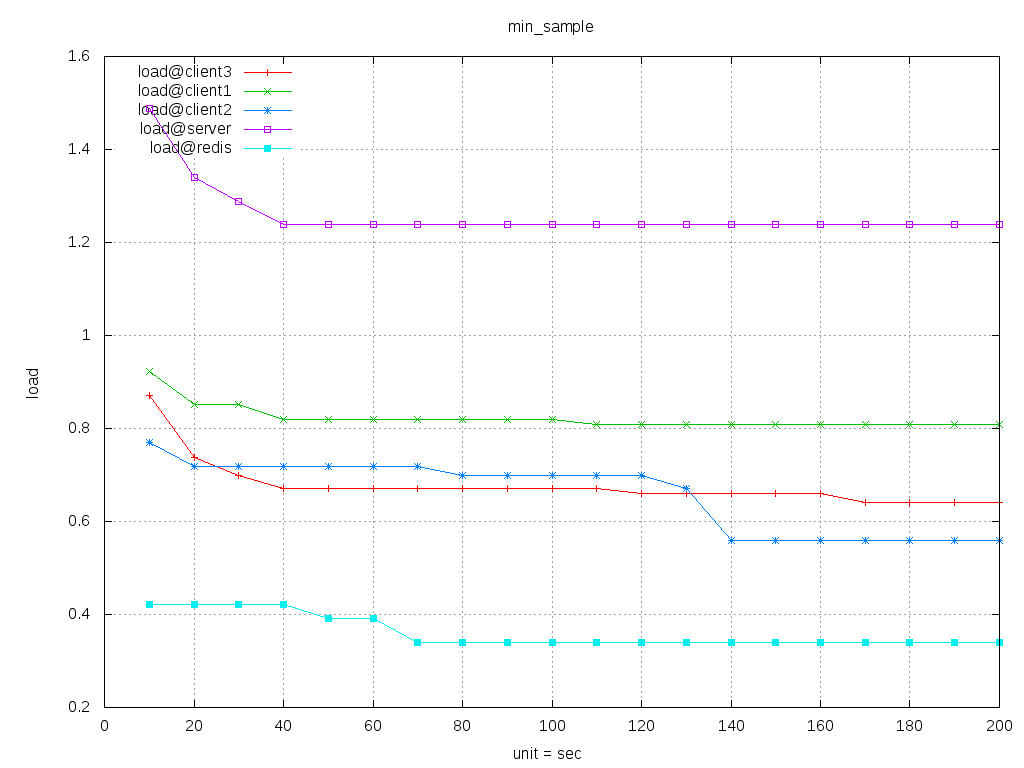 min_sample
1.6
1.4
1.2
1
0.8
0.6
0.4
0.2
load
load@client3
load@client1
load@client2
load@server
load@redis
0 20 40 60 80 100 120 140 160 180 200
unit = sec